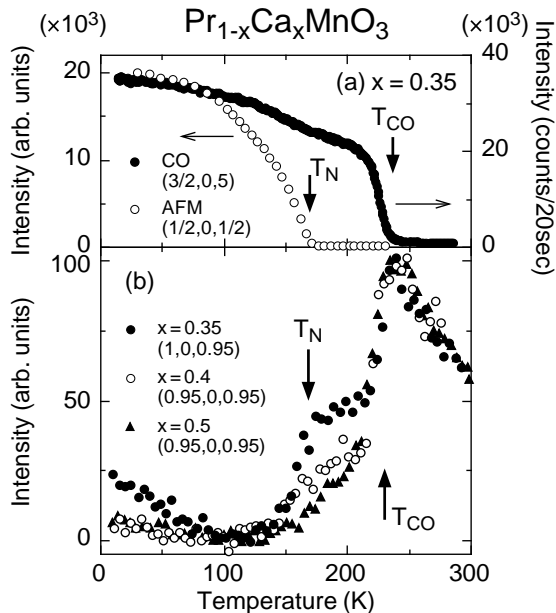 Pr1-xCaxMnO3
×10³
×10³
20
10
0
40
20
0
Intensity (arb. units)
Intensity (counts/20sec)
(a) x = 0.35
TCO
TN
CO
(3/2,0,5)
AFM
(1/2,0,1/2)
100
50
0
Intensity (arb. units)
(b)
x = 0.35
(1,0,0.95)
x = 0.4
(0.95,0,0.95)
x = 0.5
(0.95,0,0.95)
TN
TCO
0
100
200
300
Temperature (K)